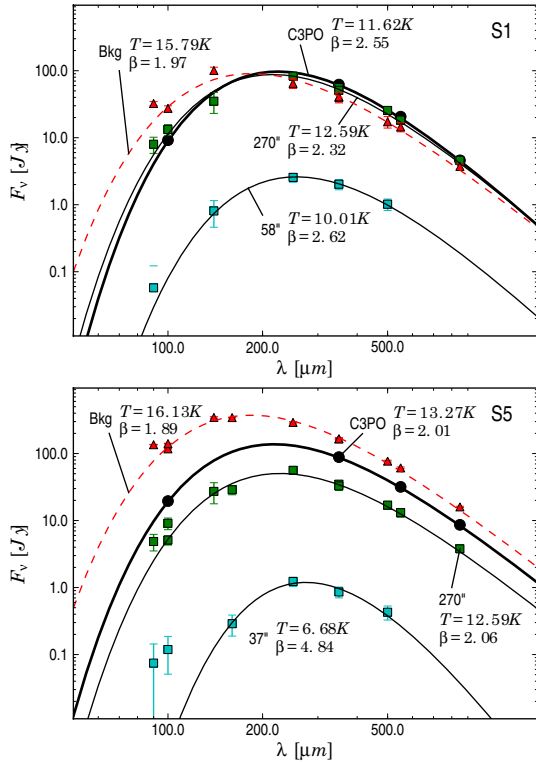 S1
Bkg
T=15.79K
β=1.97
C3PO
T=11.62K
β=2.55
100.0
10.0
1.0
0.1
F_ν [Jy]
270"
T=12.59K
β=2.32
58"
T=10.01K
β=2.62
100.0 200.0 500.0
λ [μm]
S5
Bkg
T=16.13K
β=1.89
C3PO
T=13.27K
β=2.01
100.0
10.0
1.0
0.1
F_ν [Jy]
270"
T=12.59K
β=2.06
37"
T=6.68K
β=4.84
100.0 200.0 500.0
λ [μm]